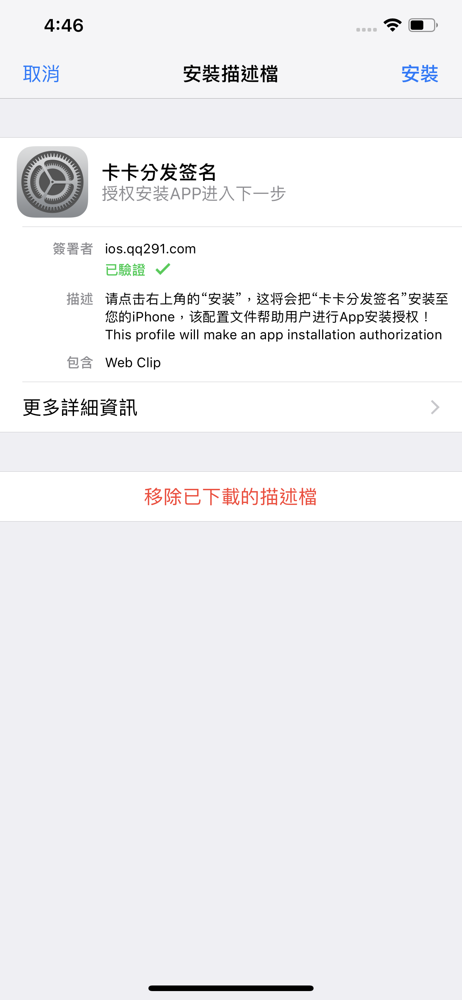 4:46
取消 安裝描述檔 安裝
卡卡分发签名
授权安装APP进入下一步
簽署者 ios.qq291.com
已驗證
描述 请点击右上角的“安装”，这将会把“卡卡分发签名”安装至
您的iPhone，该配置文件帮助用户进行App安装授权！
This profile will make an app installation authorization
包含 Web Clip
更多詳細資訊
移除已下載的描述檔